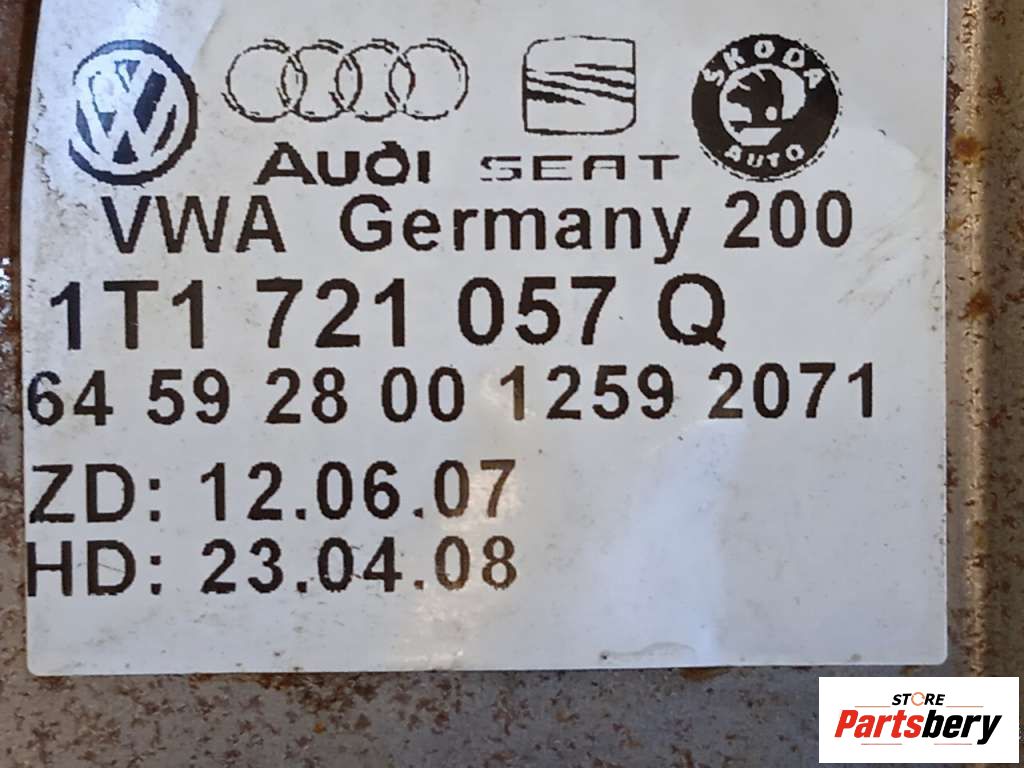 AUDI SEAT SKODA AUTO
VWA Germany 200
1T1 721 057 Q
64 59 28 00 1259 2071
ZD: 12.06.07
HD: 23.04.08
STORE
Partsbery